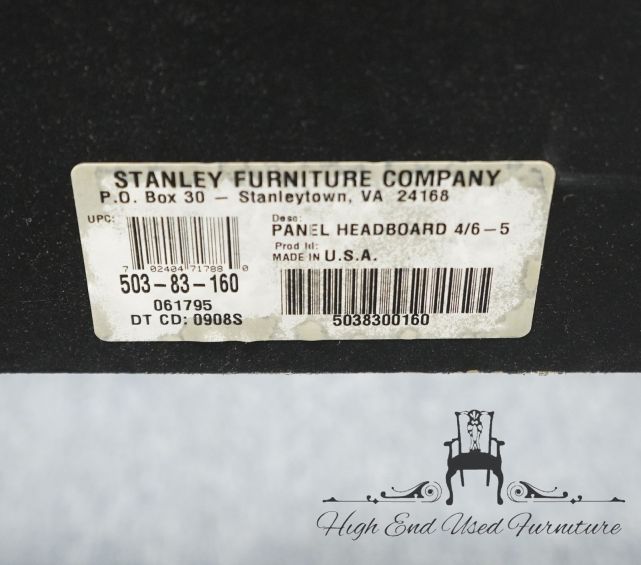 STANLEY FURNITURE COMPANY
P.O. Box 30 — Stanleytown, VA 24168
UPC:
7 02404 71788 0
503-83-160
061795
DT CD: 0908S
Desc:
PANEL HEADBOARD 4/6-5
Prod Id:
MADE IN U.S.A.
5038300160
High End Used Furniture